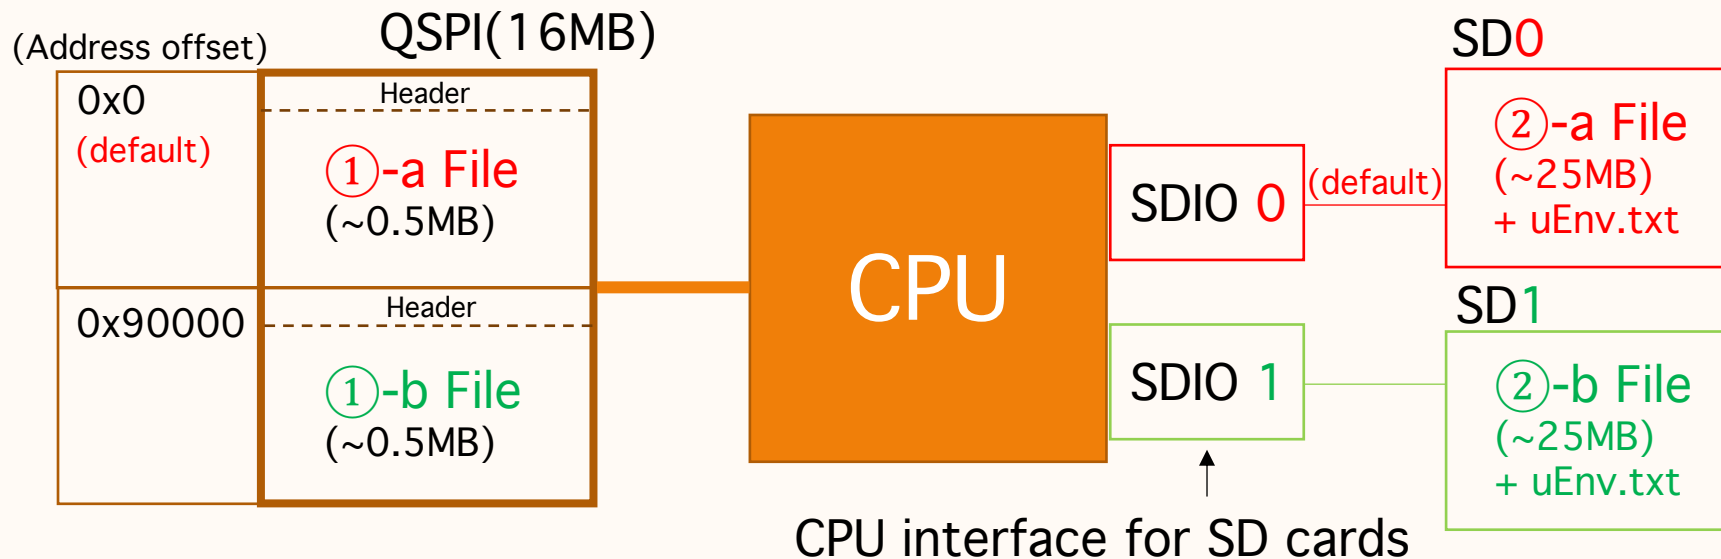 (Address offset)
QSPI(16MB)
0x0
(default)
Header
①-a File
(~0.5MB)
0x90000
Header
①-b File
(~0.5MB)
CPU
SDIO 0
(default)
SDIO 1
CPU interface for SD cards
SD0
②-a File
(~25MB)
+ uEnv.txt
SD1
②-b File
(~25MB)
+ uEnv.txt